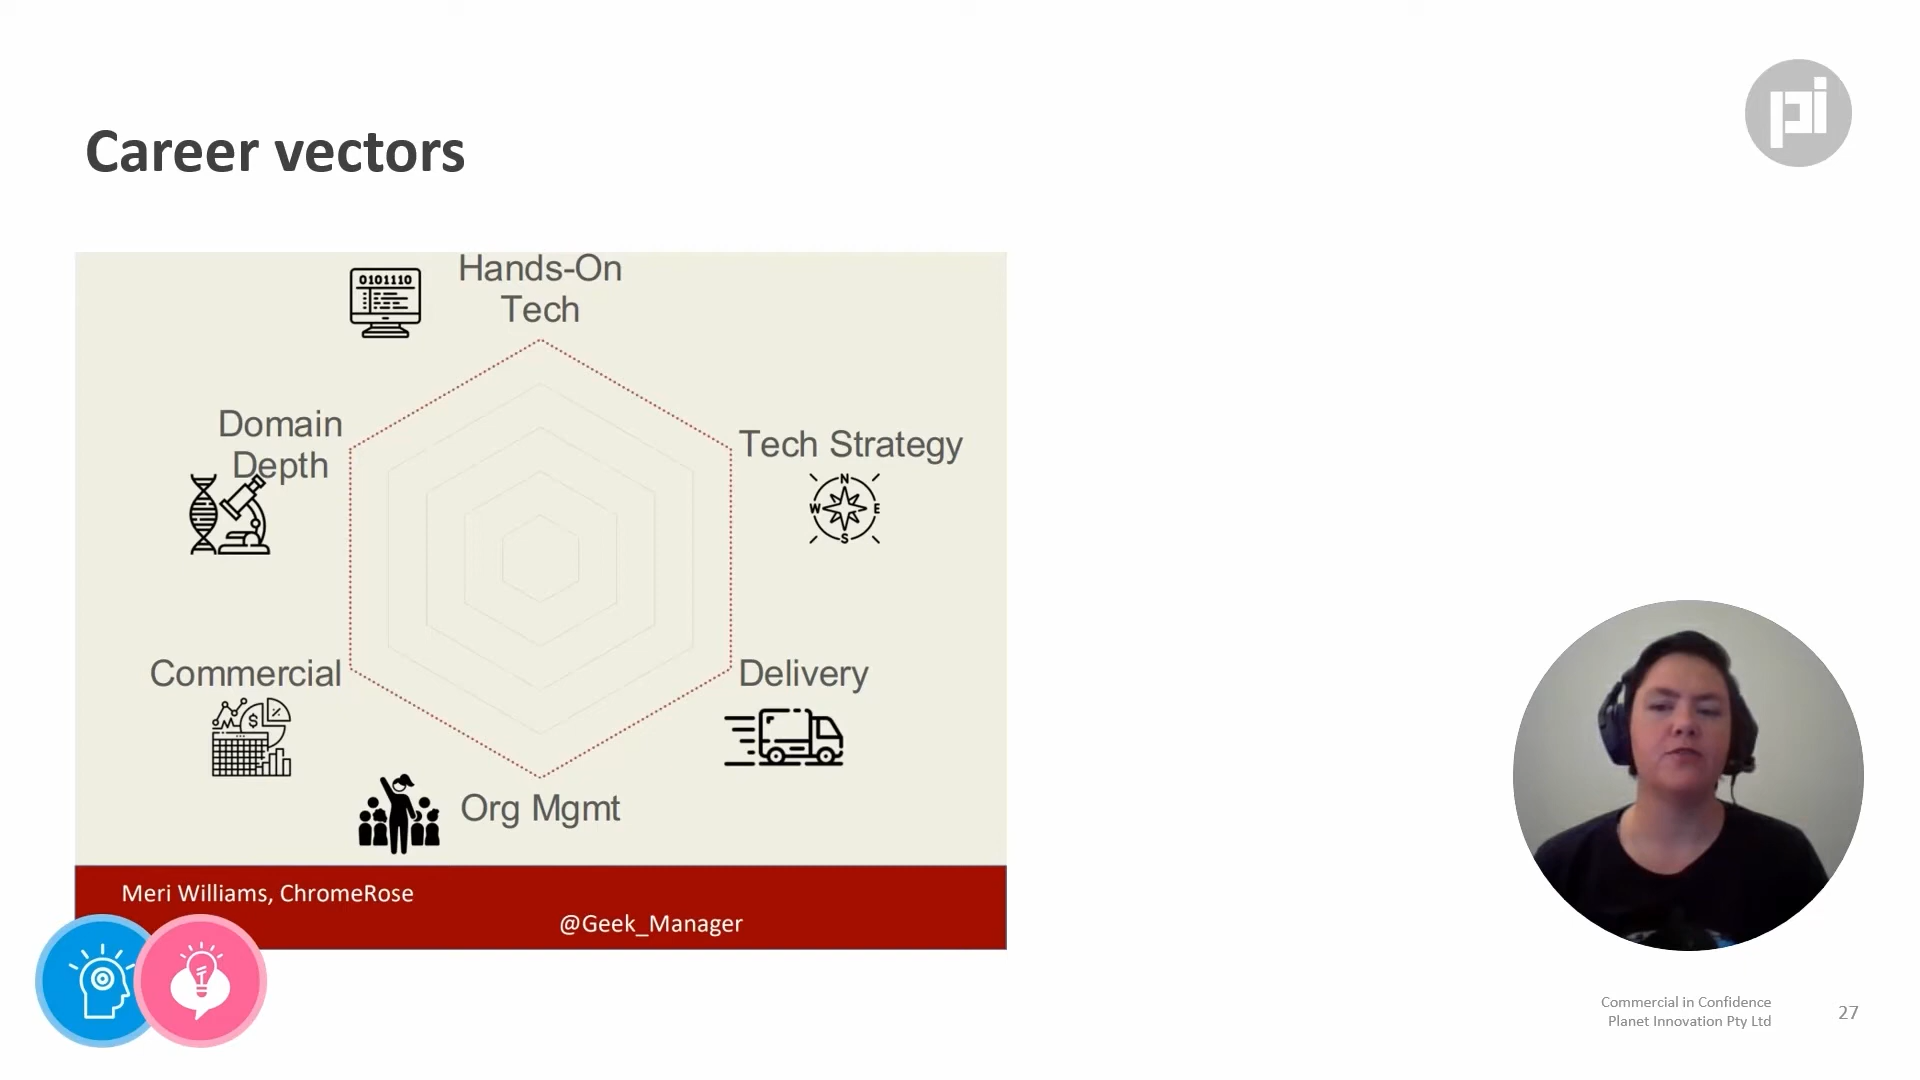 pi
Career vectors
0101110
Hands-On
Tech
Domain
Depth
Tech Strategy
N
W E
S
Commercial
$ %
Delivery
Org Mgmt
Meri Williams, ChromeRose
@Geek_Manager
Commercial in Confidence
Planet Innovation Pty Ltd
27